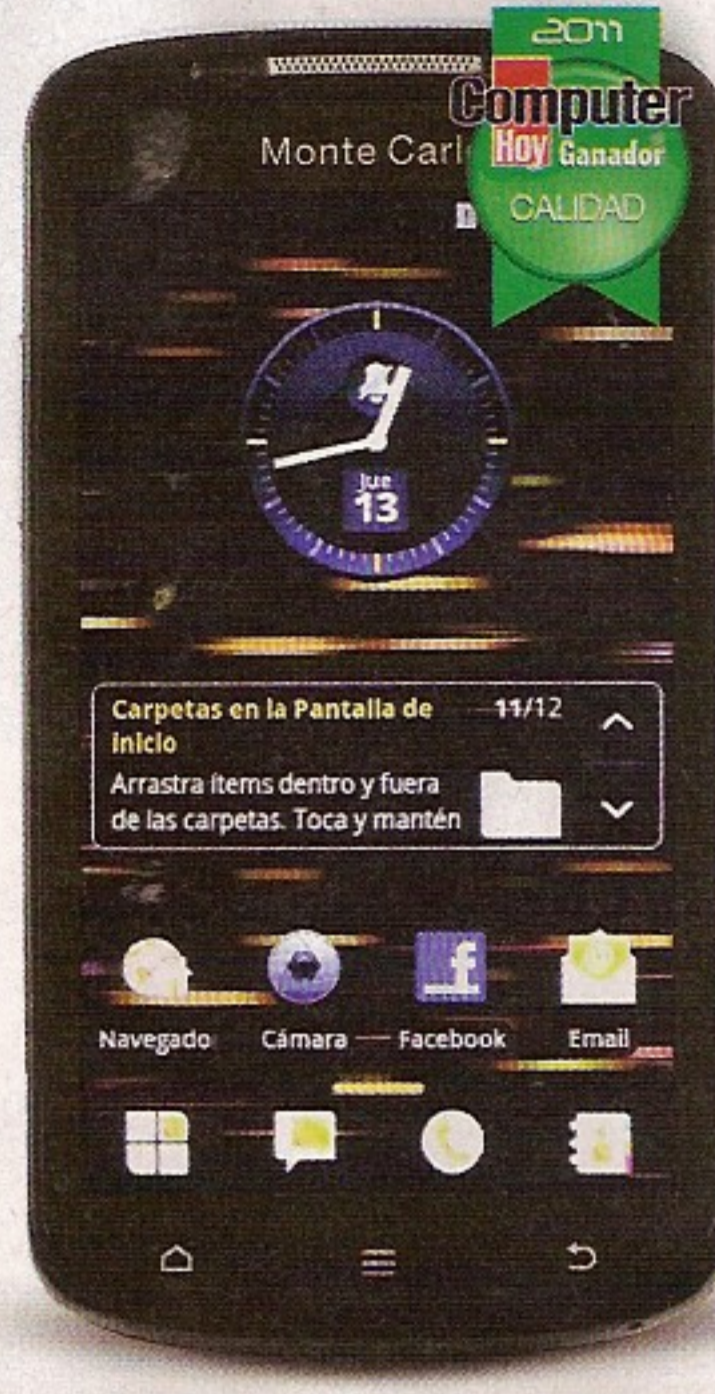 2011
Computer
Hoy Ganador
CALIDAD
Monte Carl
jue
13
Carpetas en la Pantalla de
inicio
11/12
Arrastra ítems dentro y fuera
de las carpetas. Toca y mantén
Navegado
Cámara
Facebook
Email